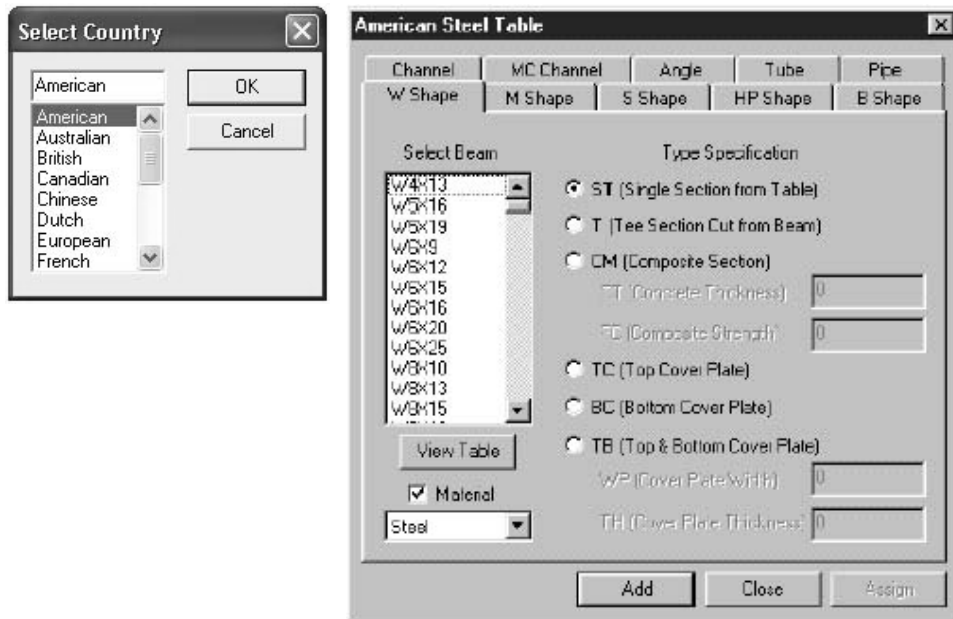 Select Country
American
OK
American
Cancel
Australian
British
Canadian
Chinese
Dutch
European
French
American Steel Table
Channel
MC Channel
Angle
Tube
Pipe
W Shape
M Shape
S Shape
HP Shape
B Shape
Select Beam
W4X13
W5X16
W5X19
W6X9
W6X12
W6X15
W6X16
W6X20
W6X25
W8X10
W8X13
W8X15
View Table
Material
Steel
Type Specification
ST (Single Section from Table)
T (Tee Section Cut from Beam)
CM (Composite Section)
CT (Concrete Thickness)
0
FC (Composite Strength)
0
TC (Top Cover Plate)
BC (Bottom Cover Plate)
TB (Top & Bottom Cover Plate)
WP (Cover Plate Width)
0
TH (Cover Plate Thickness)
0
Add
Close
Assign